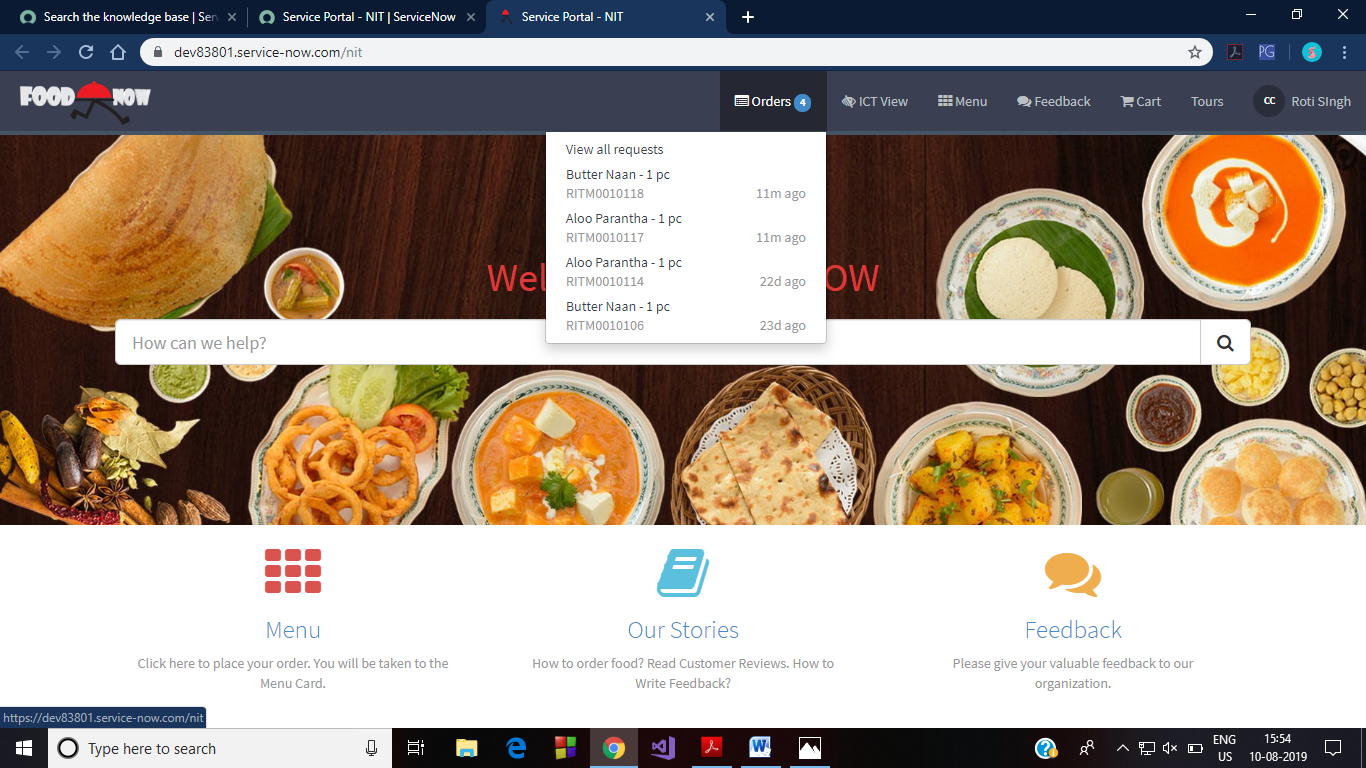 Search the knowledge base | Serv
Service Portal - NIT | ServiceNow
Service Portal - NIT
dev83801.service-now.com/nit
PG
FOOD NOW
Orders 4
ICT View
Menu
Feedback
Cart
Tours
CC
Roti SIngh
View all requests
Butter Naan - 1 pc
RITM0010118 11m ago
Aloo Parantha - 1 pc
RITM0010117 11m ago
Aloo Parantha - 1 pc
RITM0010114 22d ago
Butter Naan - 1 pc
RITM0010106 23d ago
Wel OW
How can we help?
Menu
Click here to place your order. You will be taken to the
Menu Card.
Our Stories
How to order food? Read Customer Reviews. How to
Write Feedback?
Feedback
Please give your valuable feedback to our
organization.
https://dev83801.service-now.com/nit
Type here to search
ENG
US
15:54
10-08-2019